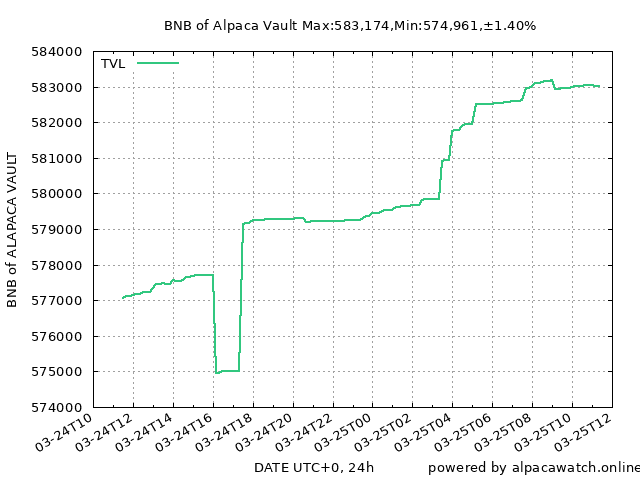 BNB of Alpaca Vault Max:583,174,Min:574,961,±1.40%
TVL
BNB of ALAPACA VAULT
584000
583000
582000
581000
580000
579000
578000
577000
576000
575000
574000
03-24T10
03-24T12
03-24T14
03-24T16
03-24T18
03-24T20
03-24T22
03-25T00
03-25T02
03-25T04
03-25T06
03-25T08
03-25T10
03-25T12
DATE UTC+0, 24h
powered by alpacawatch.online